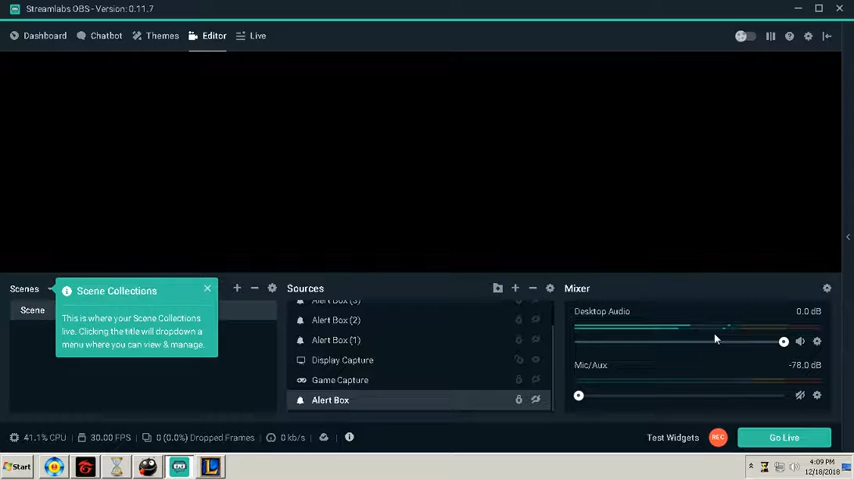 Streamlabs OBS - Version: 0.11.7
Dashboard Chatbot Themes Editor Live
Scenes Sources Mixer
Scene Collections
This is where your Scene Collections
live. Clicking the title will dropdown a
menu where you can view & manage.
Scene
Alert Box (3)
Alert Box (2)
Alert Box (1)
Display Capture
Game Capture
Alert Box
Desktop Audio 0.0 dB
Mic/Aux -78.0 dB
41.1% CPU 30.00 FPS 0 (0.0%) Dropped Frames 0 kb/s Test Widgets REC Go Live
Start 4:09 PM
12/18/2018